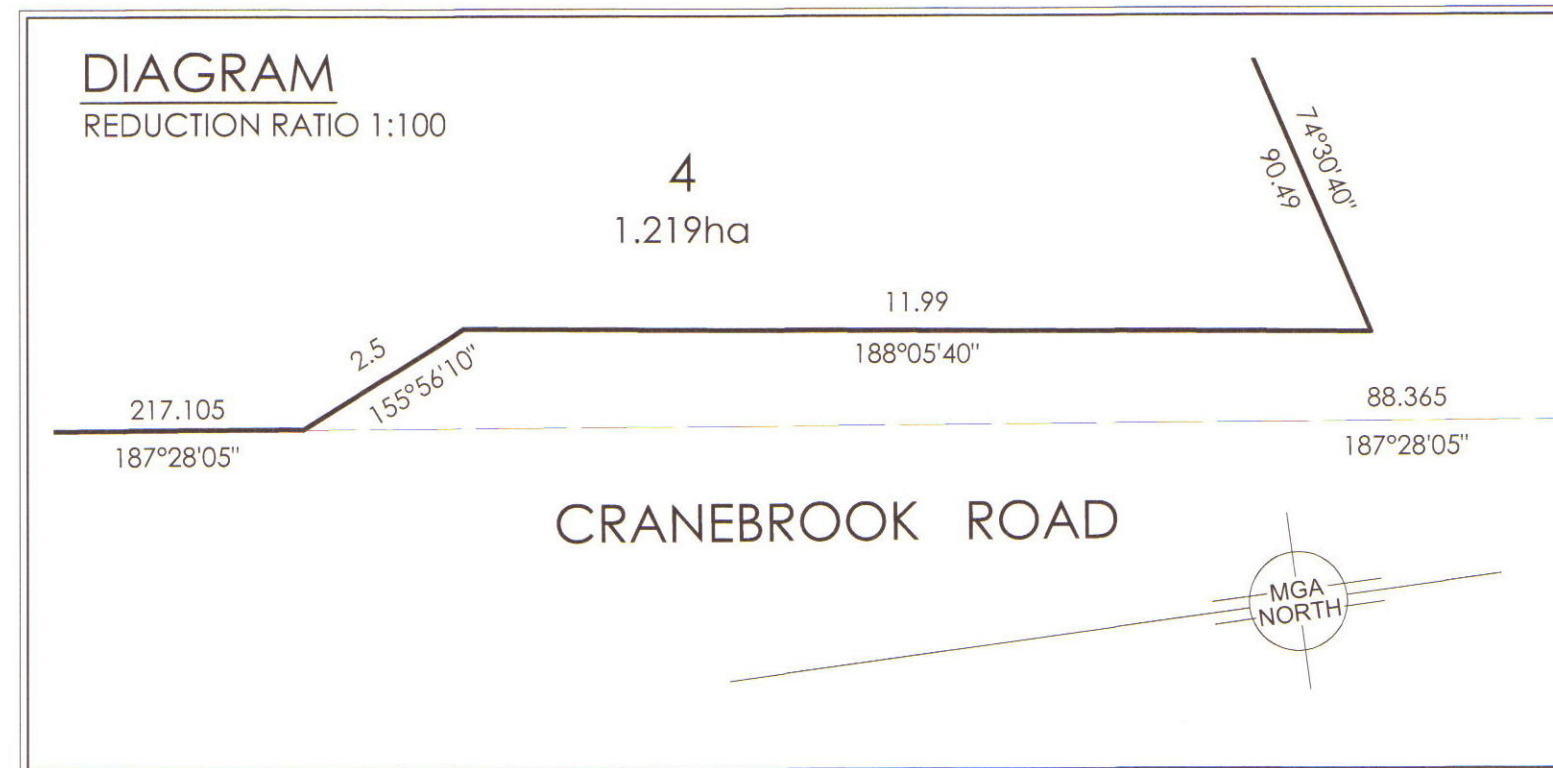 DIAGRAM
REDUCTION RATIO 1:100
4
1.219ha
74°30'40"
90.49
11.99
188°05'40"
2.5
155°56'10"
217.105
187°28'05"
88.365
187°28'05"
CRANEBROOK ROAD
MGA
NORTH